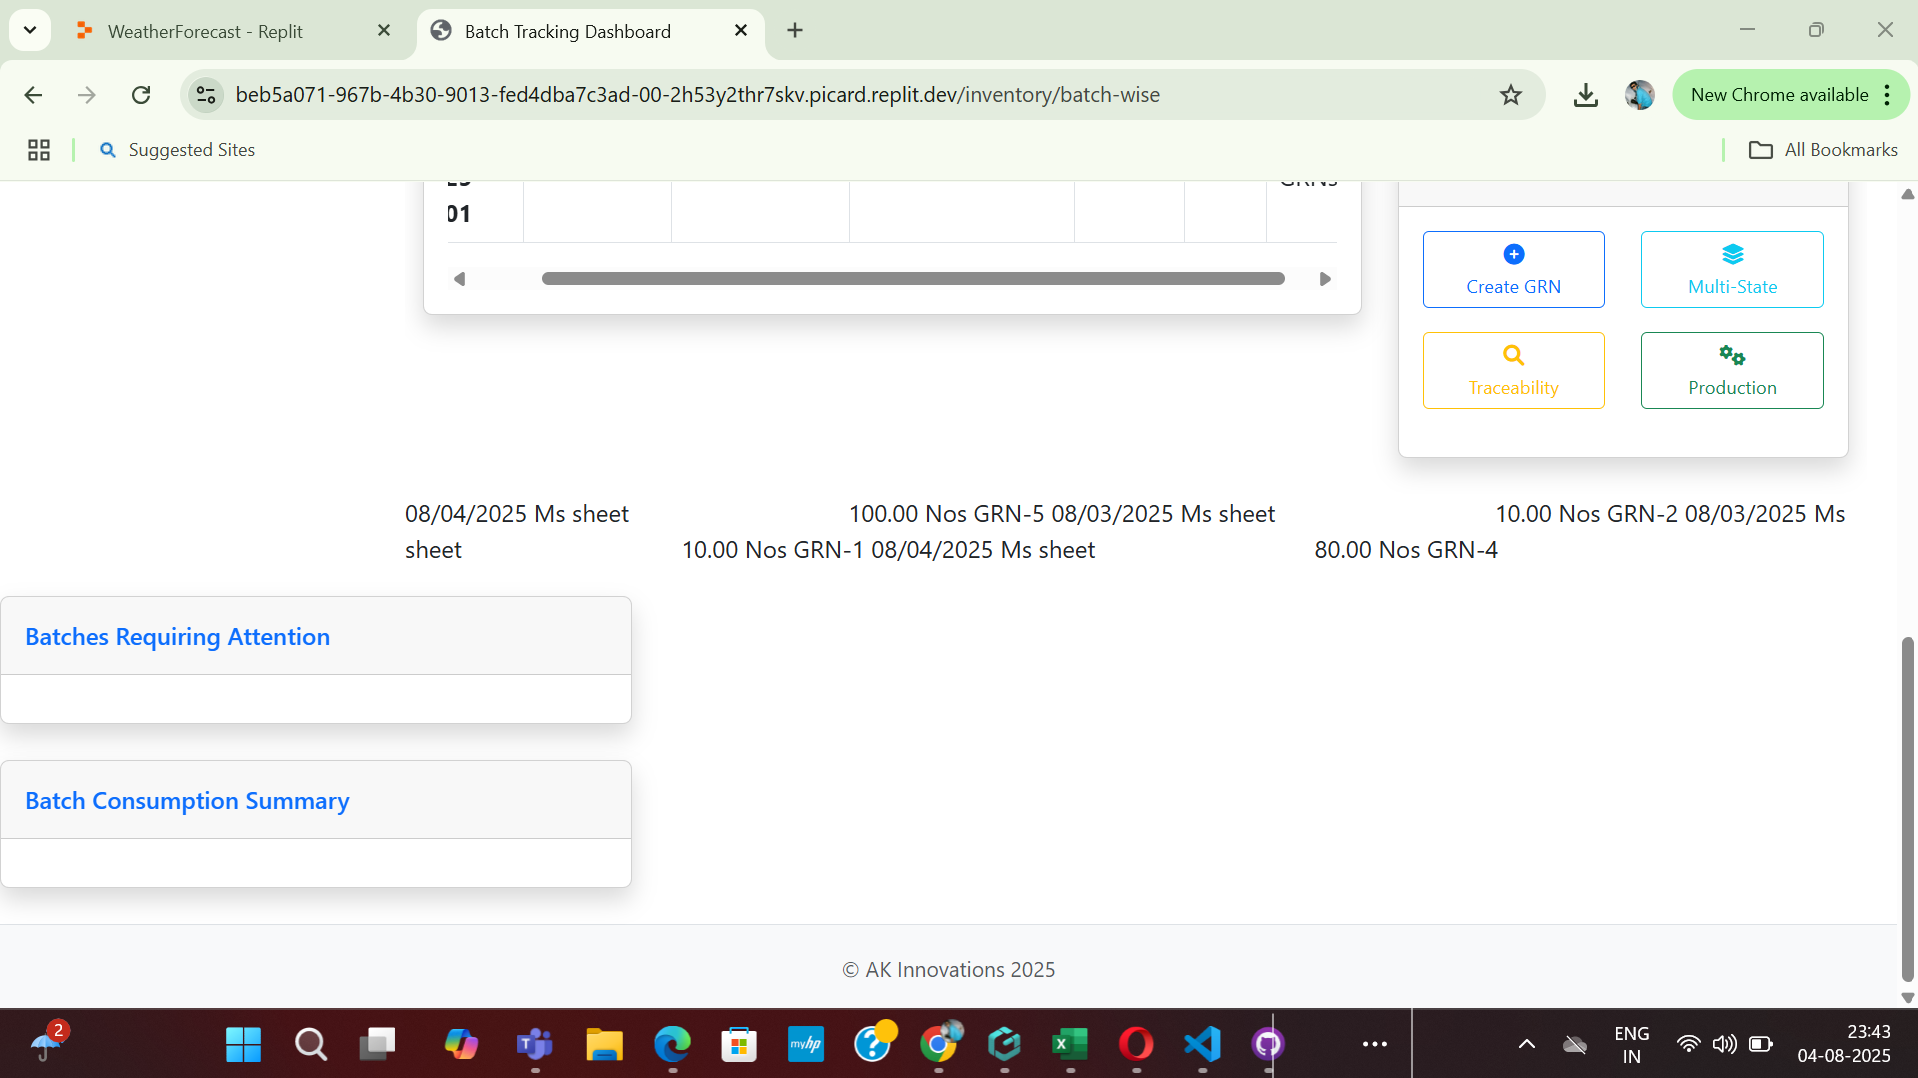 WeatherForecast - Replit
Batch Tracking Dashboard
beb5a071-967b-4b30-9013-fed4dba7c3ad-00-2h53y2thr7skv.picard.replit.dev/inventory/batch-wise
New Chrome available
Suggested Sites
All Bookmarks
01
GRNs
Create GRN
Multi-State
Traceability
Production
08/04/2025 Ms sheet 100.00 Nos GRN-5 08/03/2025 Ms sheet 10.00 Nos GRN-2 08/03/2025 Ms
sheet 10.00 Nos GRN-1 08/04/2025 Ms sheet 80.00 Nos GRN-4
Batches Requiring Attention
Batch Consumption Summary
© AK Innovations 2025
2
myhp
ENG
IN
23:43
04-08-2025